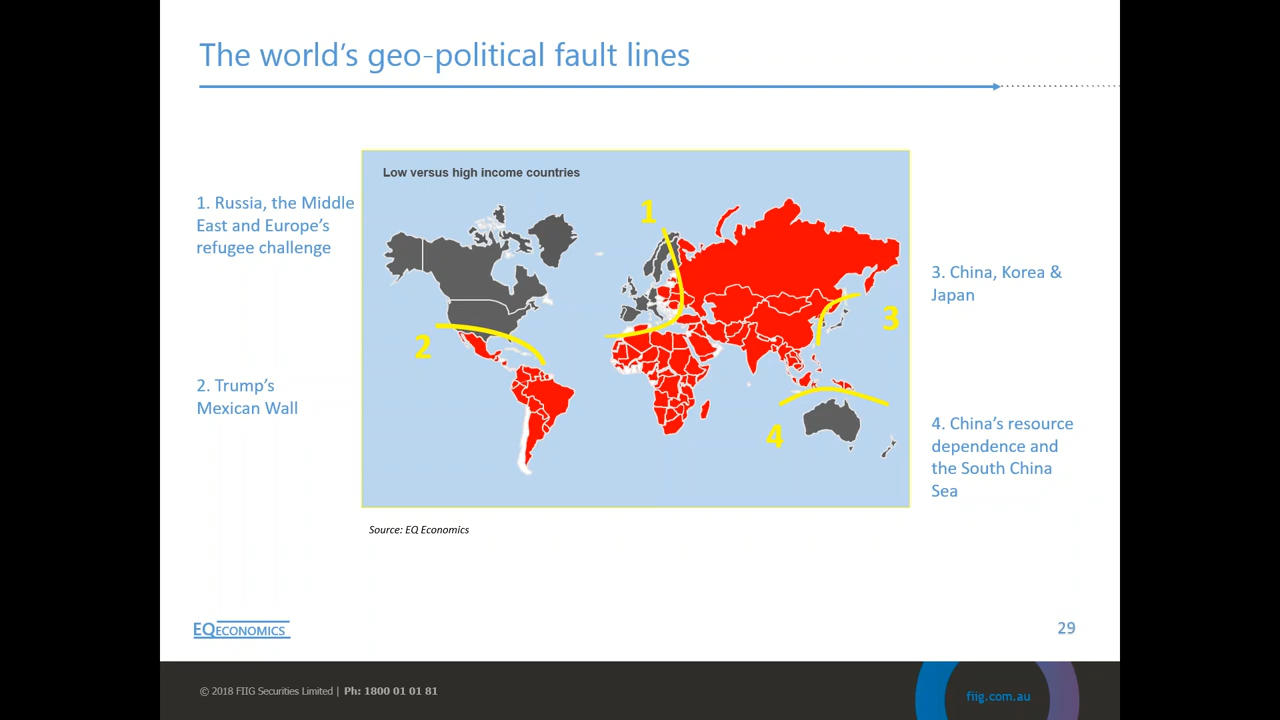 The world's geo-political fault lines
1. Russia, the Middle
East and Europe's
refugee challenge
2. Trump's
Mexican Wall
Low versus high income countries
1
2
3
4
Source: EQ Economics
3. China, Korea &
Japan
4. China's resource
dependence and
the South China
Sea
EQECONOMICS
29
© 2018 FIIG Securities Limited | Ph: 1800 01 01 81
fiig.com.au